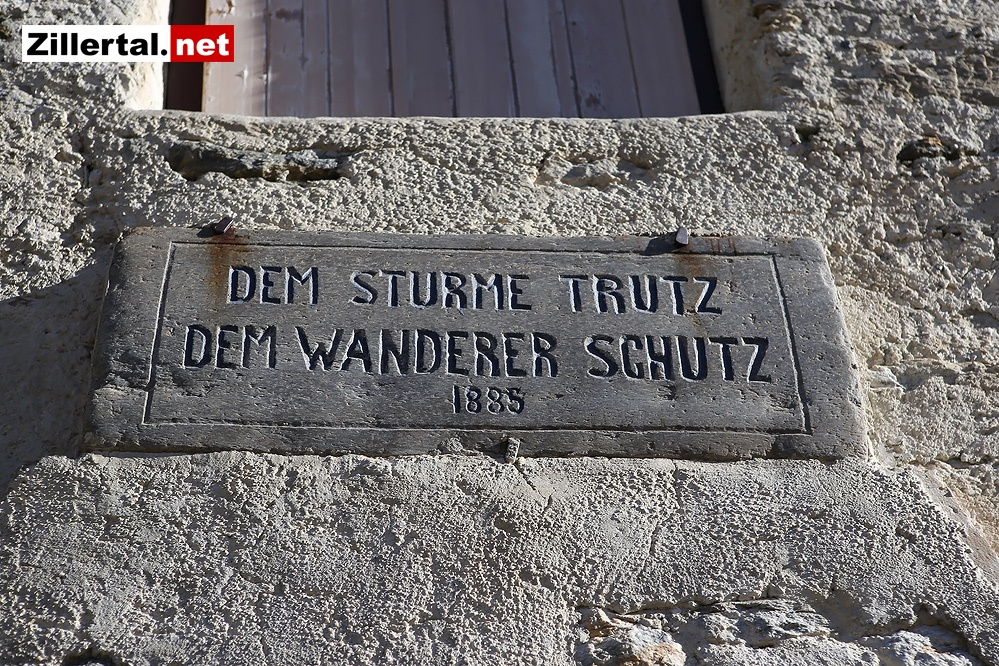 Zillertal.net
DEM STURME TRUTZ
DEM WANDERER SCHUTZ
1885